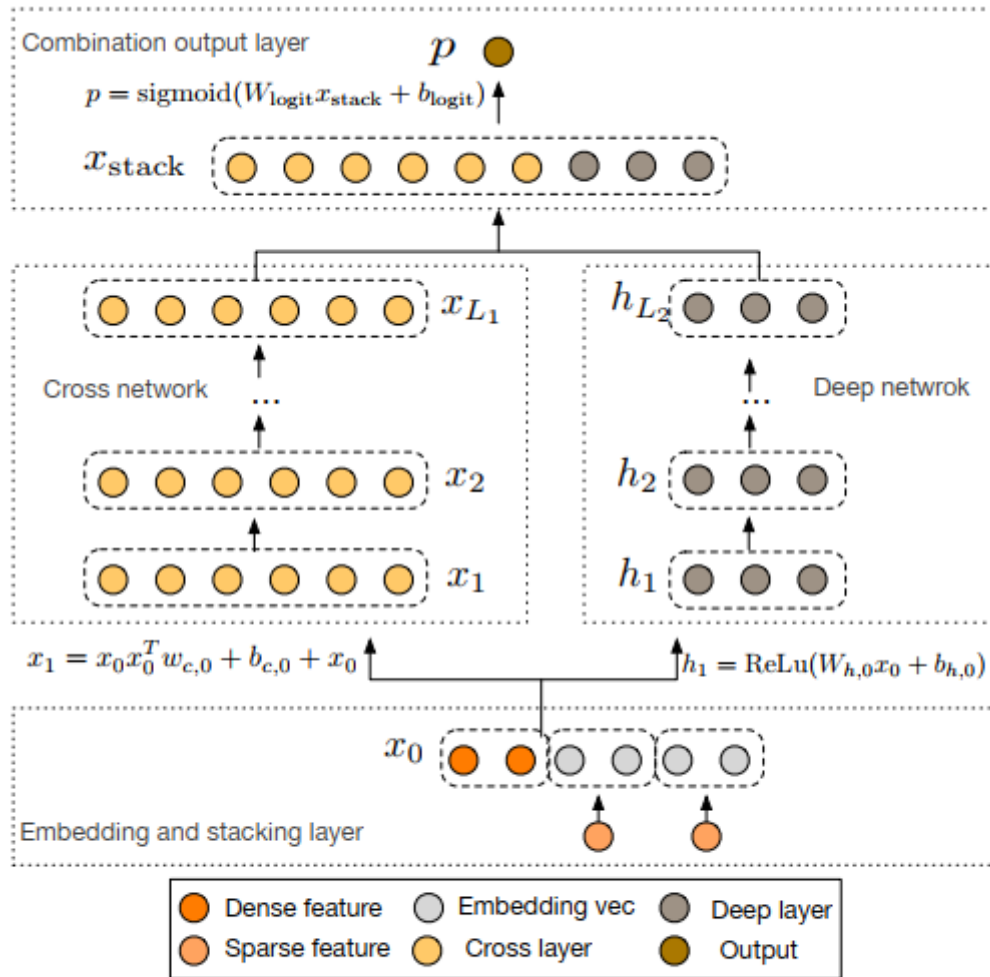 Combination output layer
p
p = sigmoid(W_logit x_stack + b_logit)
x_stack
x_{L_1}
h_{L_2}
Cross network
...
...
Deep netwrok
x_2
h_2
x_1
h_1
x_1 = x_0 x_0^T w_{c,0} + b_{c,0} + x_0
h_1 = ReLu(W_{h,0} x_0 + b_{h,0})
x_0
Embedding and stacking layer
Dense feature
Embedding vec
Deep layer
Sparse feature
Cross layer
Output